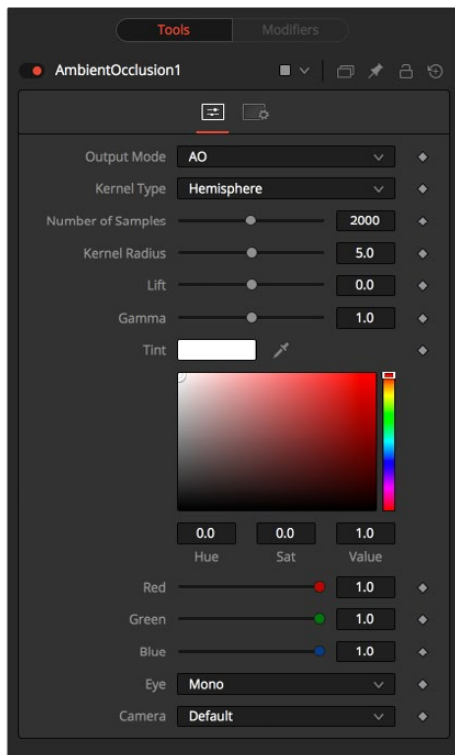 Tools Modifiers
AmbientOcclusion1
Output Mode AO
Kernel Type Hemisphere
Number of Samples 2000
Kernel Radius 5.0
Lift 0.0
Gamma 1.0
Tint
0.0 0.0 1.0
Hue Sat Value
Red 1.0
Green 1.0
Blue 1.0
Eye Mono
Camera Default